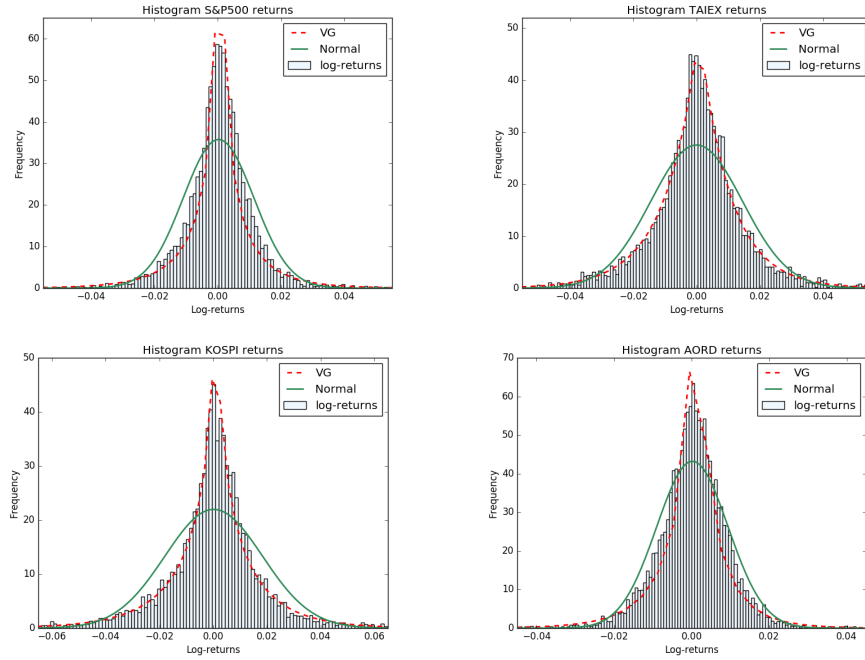 Histogram S&P500 returns
60
50
40
30
20
10
0
Frequency
VG
Normal
log-returns
−0.04 −0.02 0.00 0.02 0.04
Log-returns
Histogram TAIEX returns
50
40
30
20
10
0
Frequency
VG
Normal
log-returns
−0.04 −0.02 0.00 0.02 0.04
Log-returns
Histogram KOSPI returns
50
40
30
20
10
0
Frequency
VG
Normal
log-returns
−0.06 −0.04 −0.02 0.00 0.02 0.04 0.06
Log-returns
Histogram AORD returns
70
60
50
40
30
20
10
0
Frequency
VG
Normal
log-returns
−0.04 −0.02 0.00 0.02 0.04
Log-returns